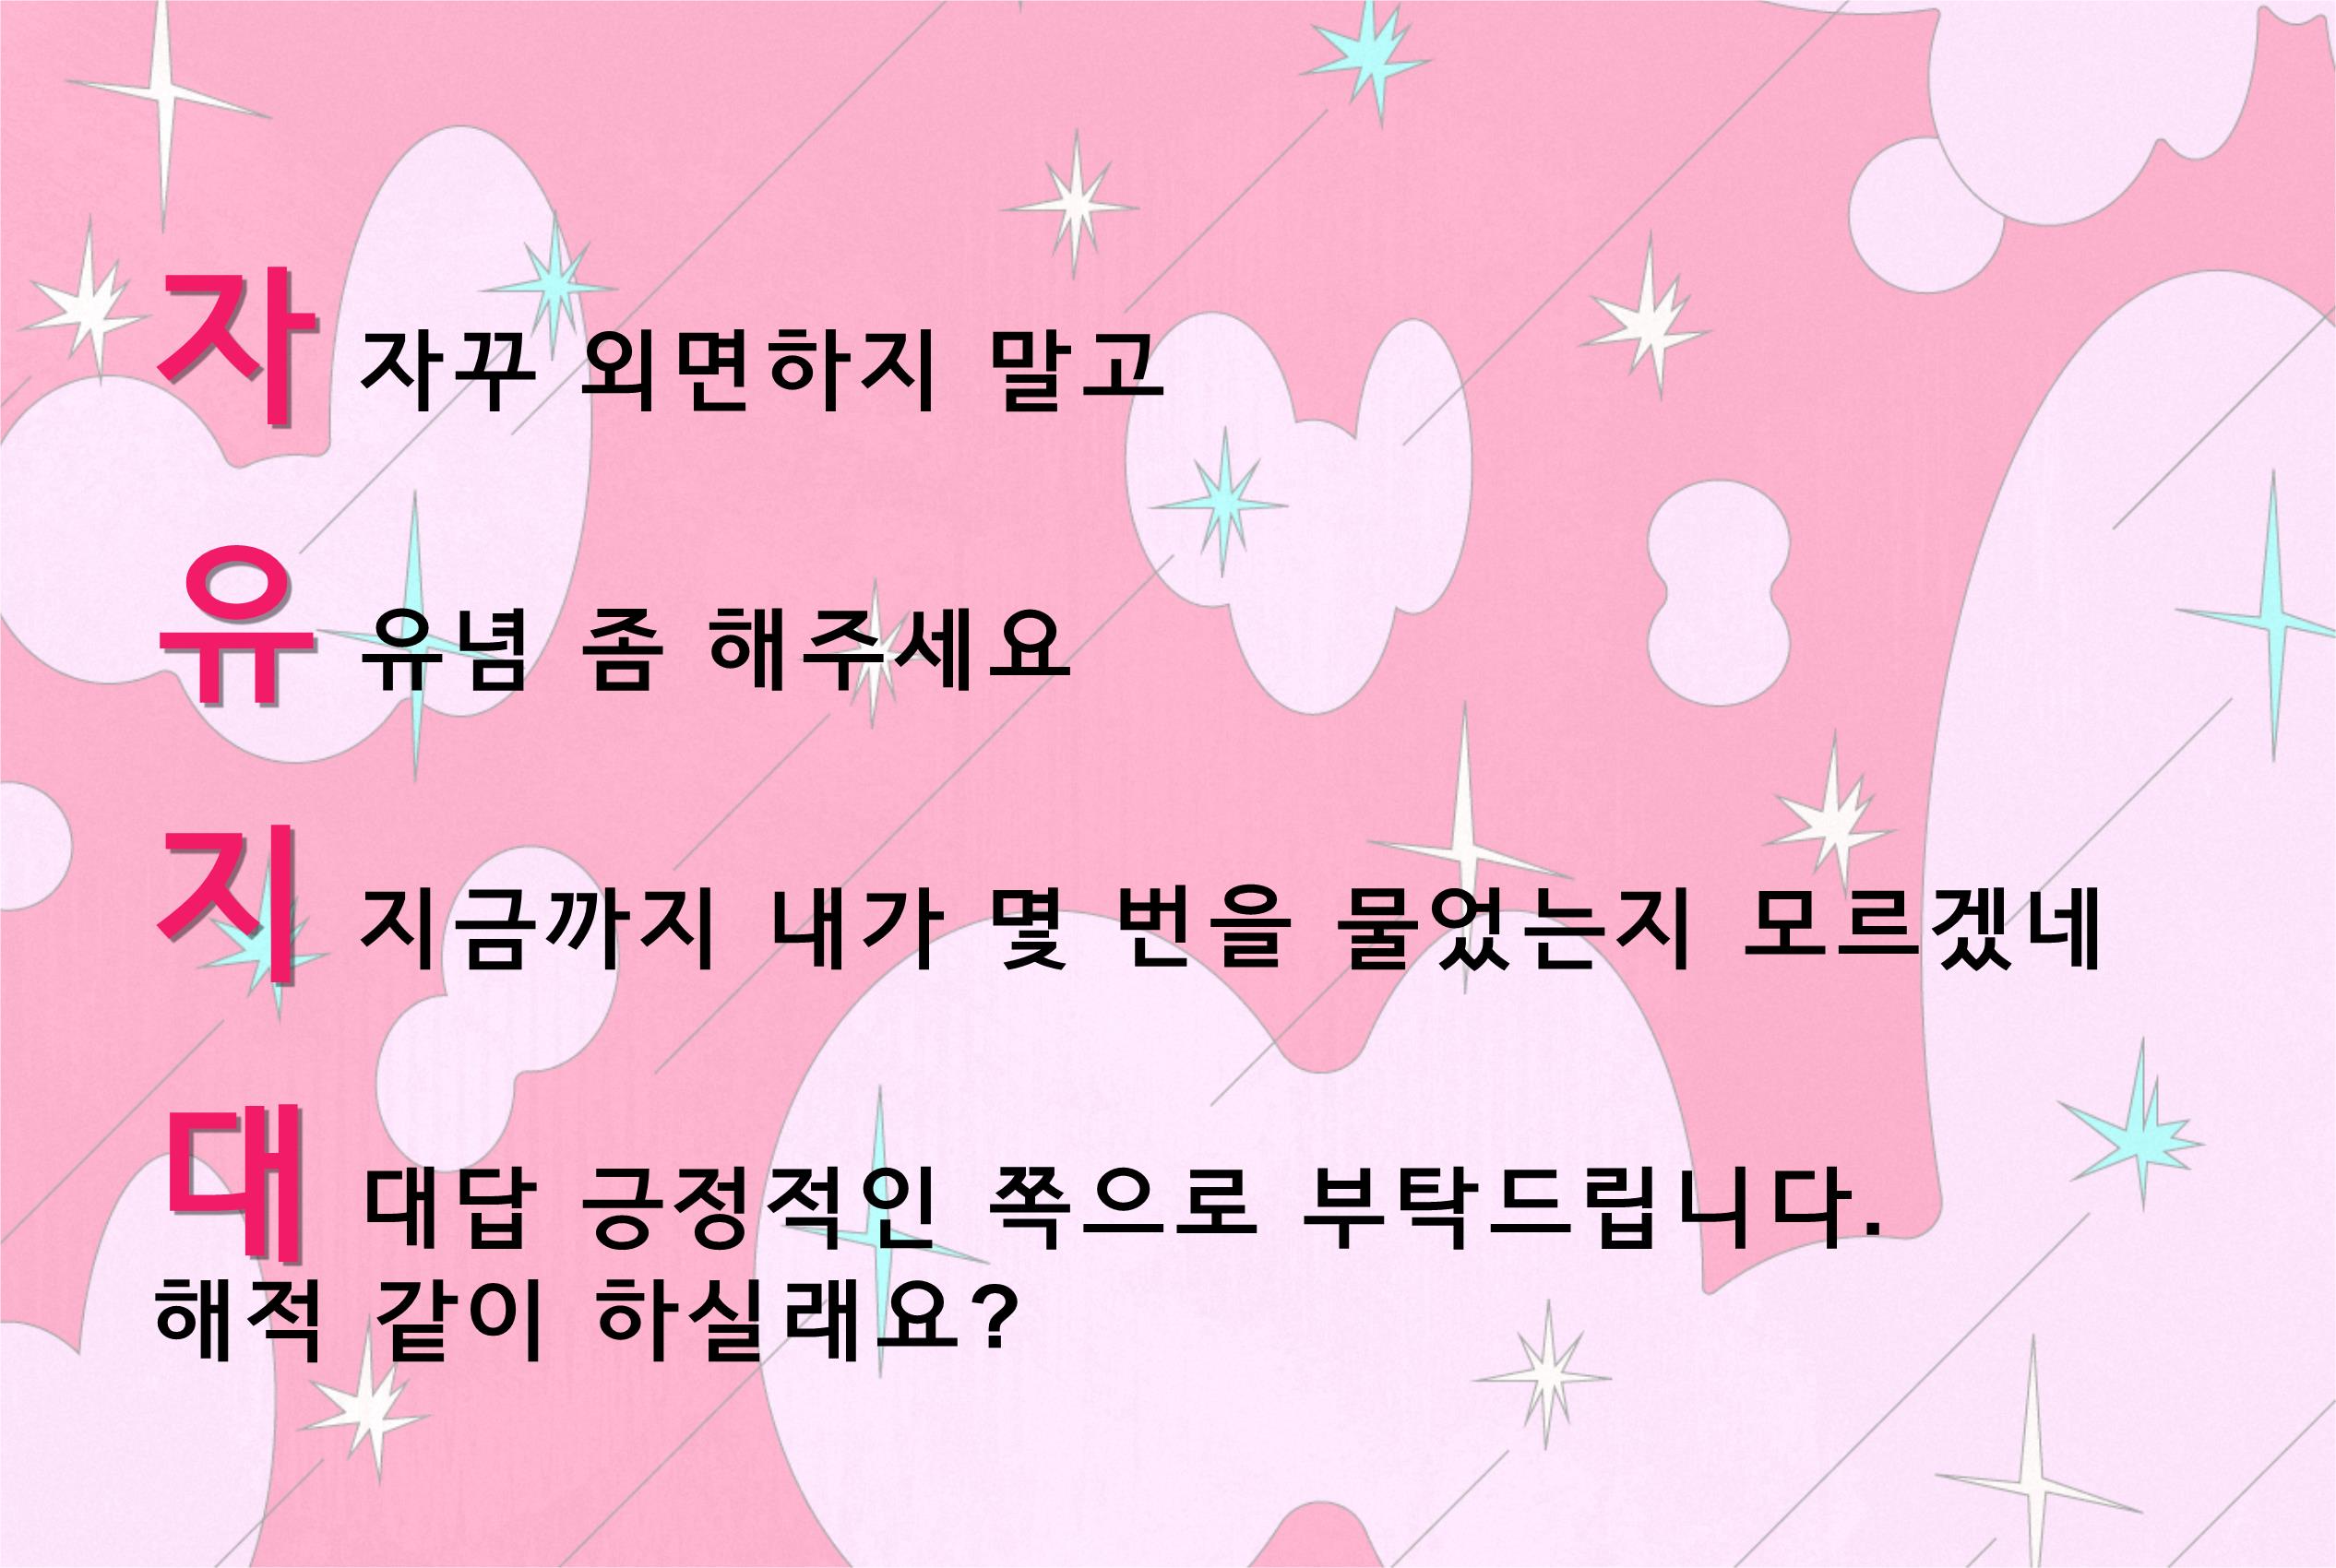 자 자꾸 외면하지 말고
유 유념 좀 해주세요
지 지금까지 내가 몇 번을 물었는지 모르겠네
대 대답 긍정적인 쪽으로 부탁드립니다.
해적 같이 하실래요?